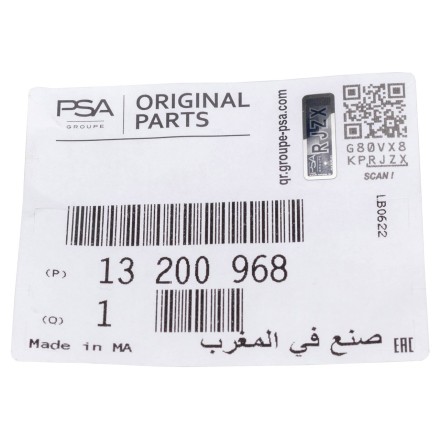 PSA
GROUPE
ORIGINAL
PARTS
qr.groupe-psa.com
RJZX
G80VX8
KPRJZX
SCAN!
LB0622
(P) 13 200 968
(Q) 1
Made in MA
صنع في المغرب
EAC